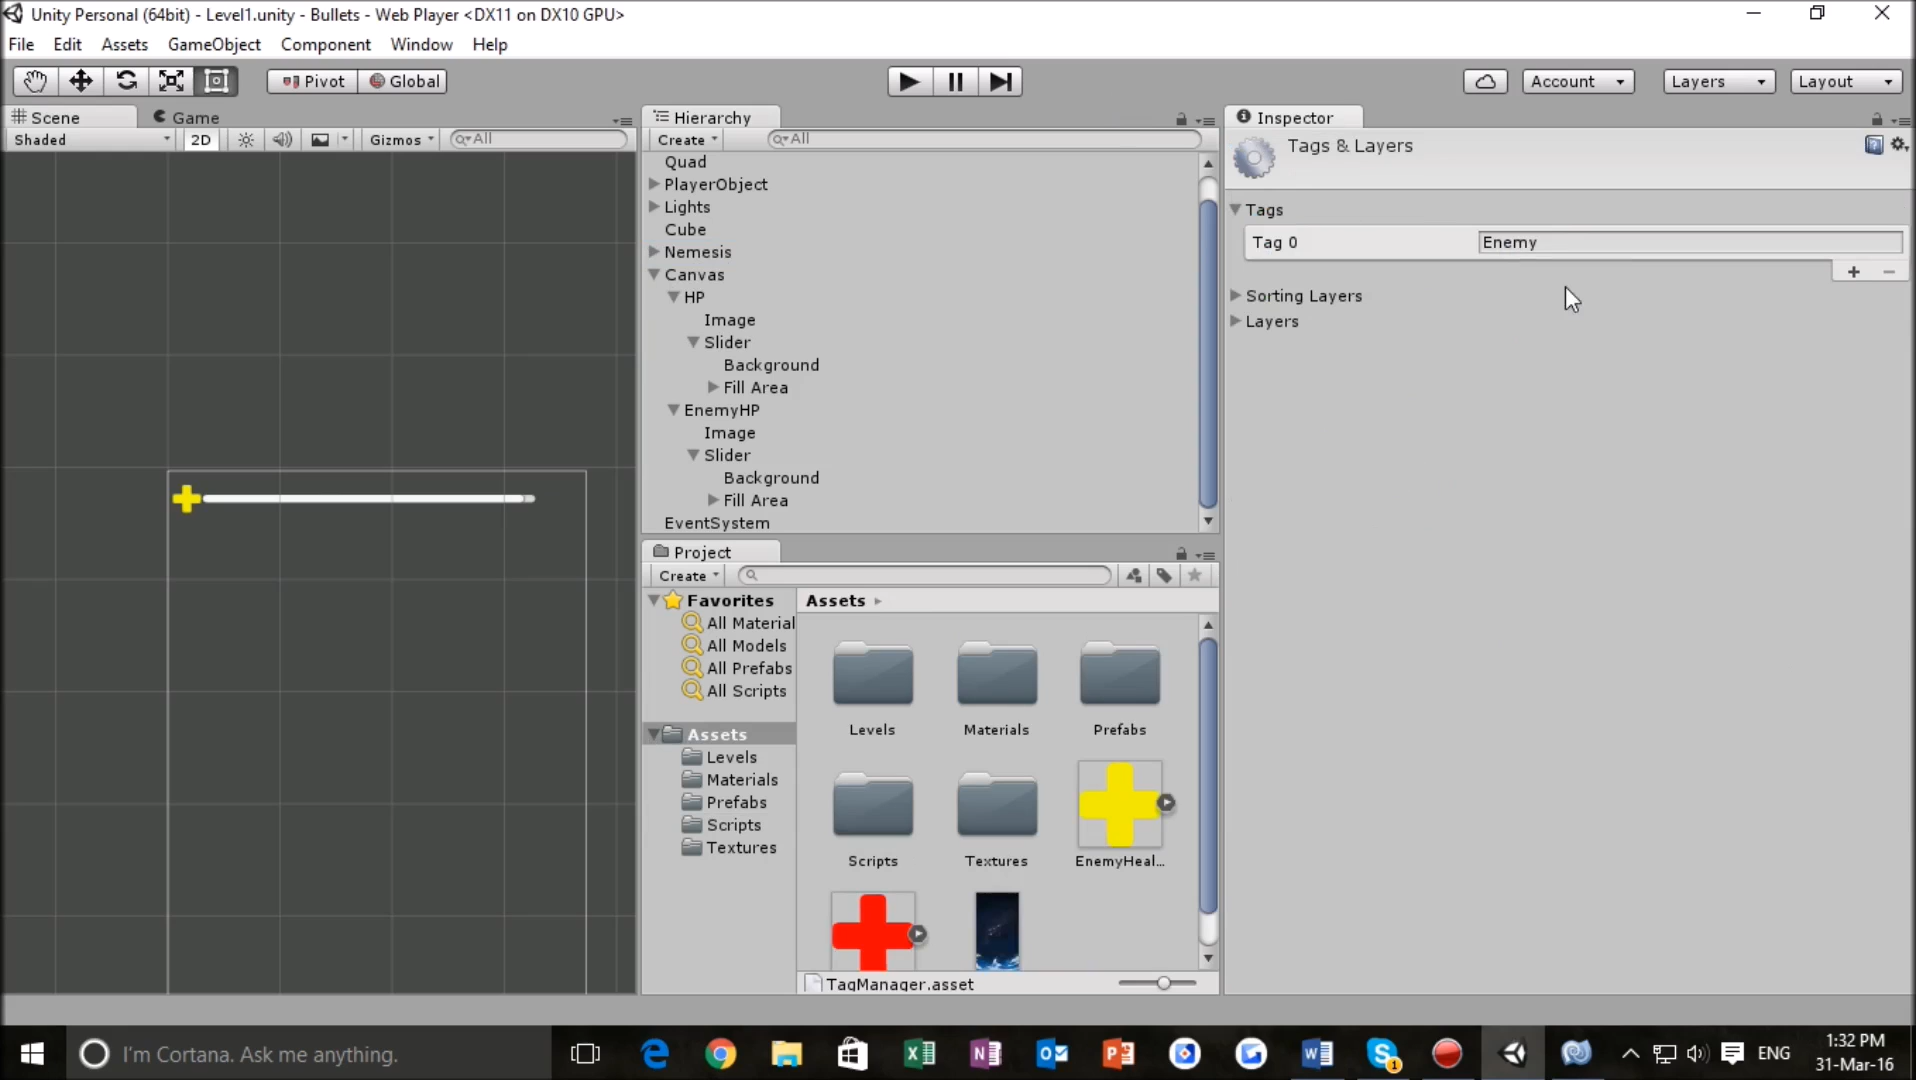 Unity Personal (64bit) - Level1.unity - Bullets - Web Player <DX11 on DX10 GPU>
File Edit Assets GameObject Component Window Help
Pivot Global Account Layers Layout
Scene Game
Shaded 2D Gizmos All
Hierarchy
Create All
Quad
PlayerObject
Lights
Cube
Nemesis
Canvas
HP
Image
Slider
Background
Fill Area
EnemyHP
Image
Slider
Background
Fill Area
EventSystem
Project
Create
Favorites
All Material
All Models
All Prefabs
All Scripts
Assets
Levels
Materials
Prefabs
Scripts
Textures
Assets
Levels Materials Prefabs
Scripts Textures EnemyHeal...
TagManager.asset
Inspector
Tags & Layers
Tags
Tag 0 Enemy
Sorting Layers
Layers
I'm Cortana. Ask me anything.
1
ENG
1:32 PM
31-Mar-16